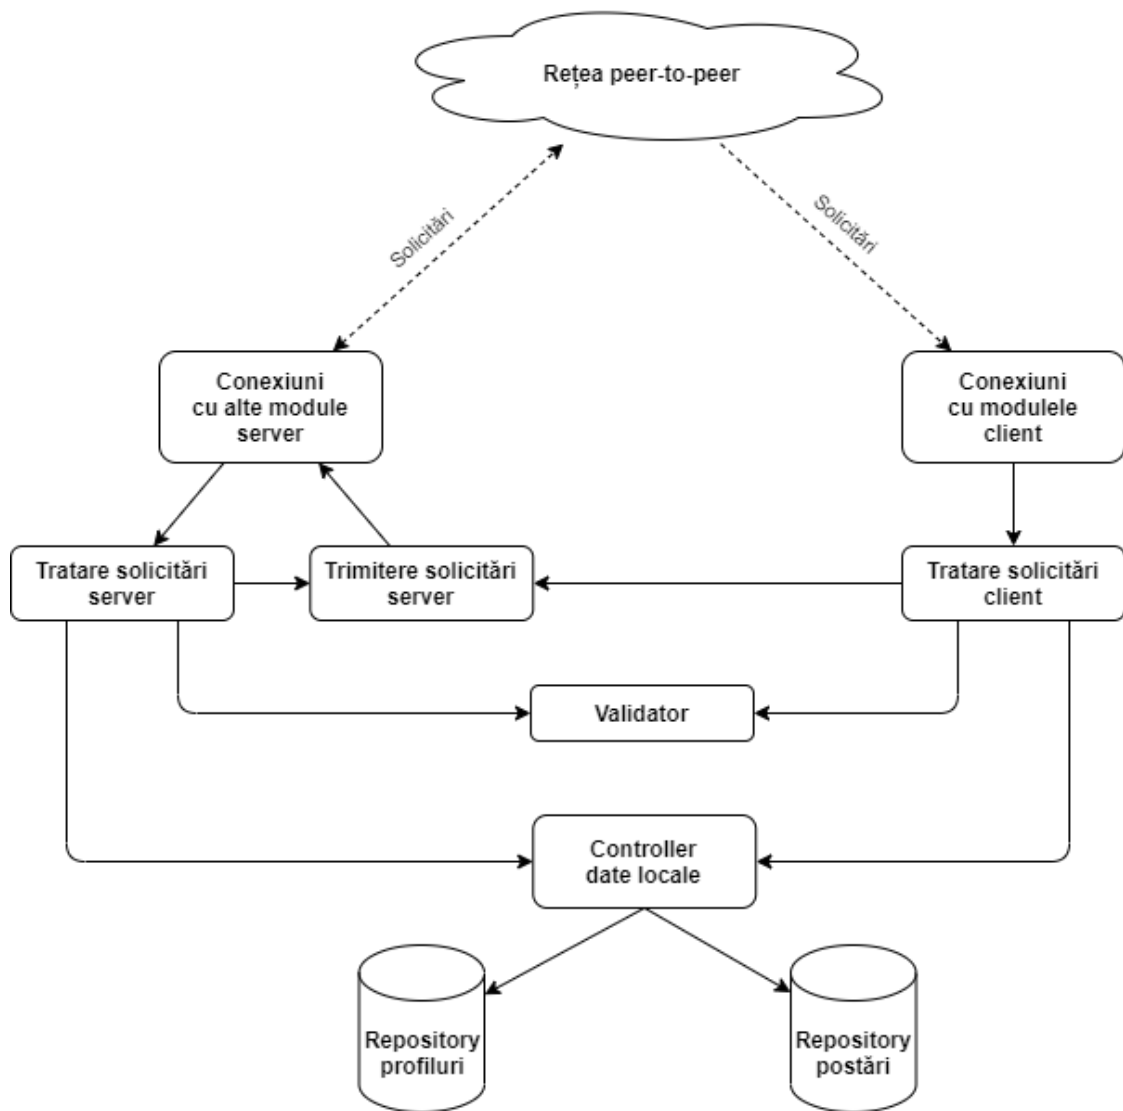 Rețea peer-to-peer
Solicitări
Solicitări
Conexiuni
cu alte module
server
Conexiuni
cu modulele
client
Tratare solicitări
server
Trimitere solicitări
server
Tratare solicitări
client
Validator
Controller
date locale
Repository
profiluri
Repository
postări